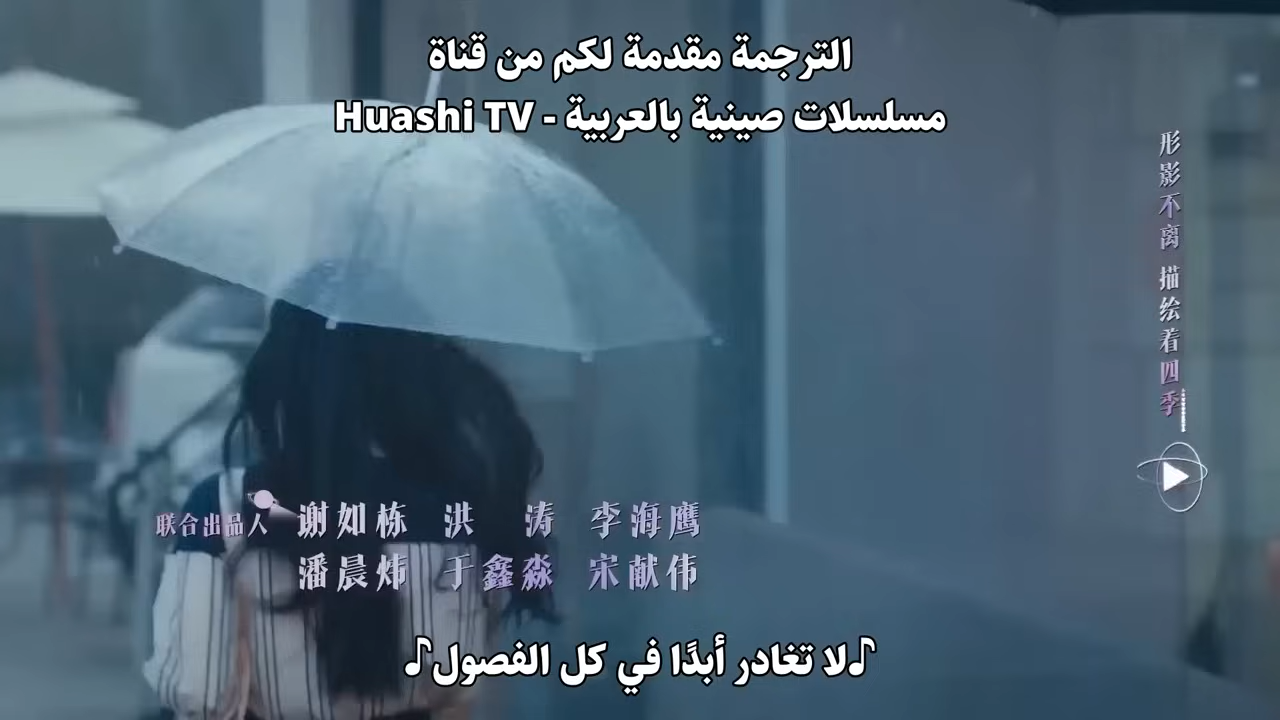 الترجمة مقدمة لكم من قناة
مسلسلات صينية بالعربية - Huashi TV
形影不离 描绘着四季
联合出品人 谢如栋 洪涛 李海鹰
潘晨炜 于鑫淼 宋献伟
♪لا تغادر أبدًا في كل الفصول♪